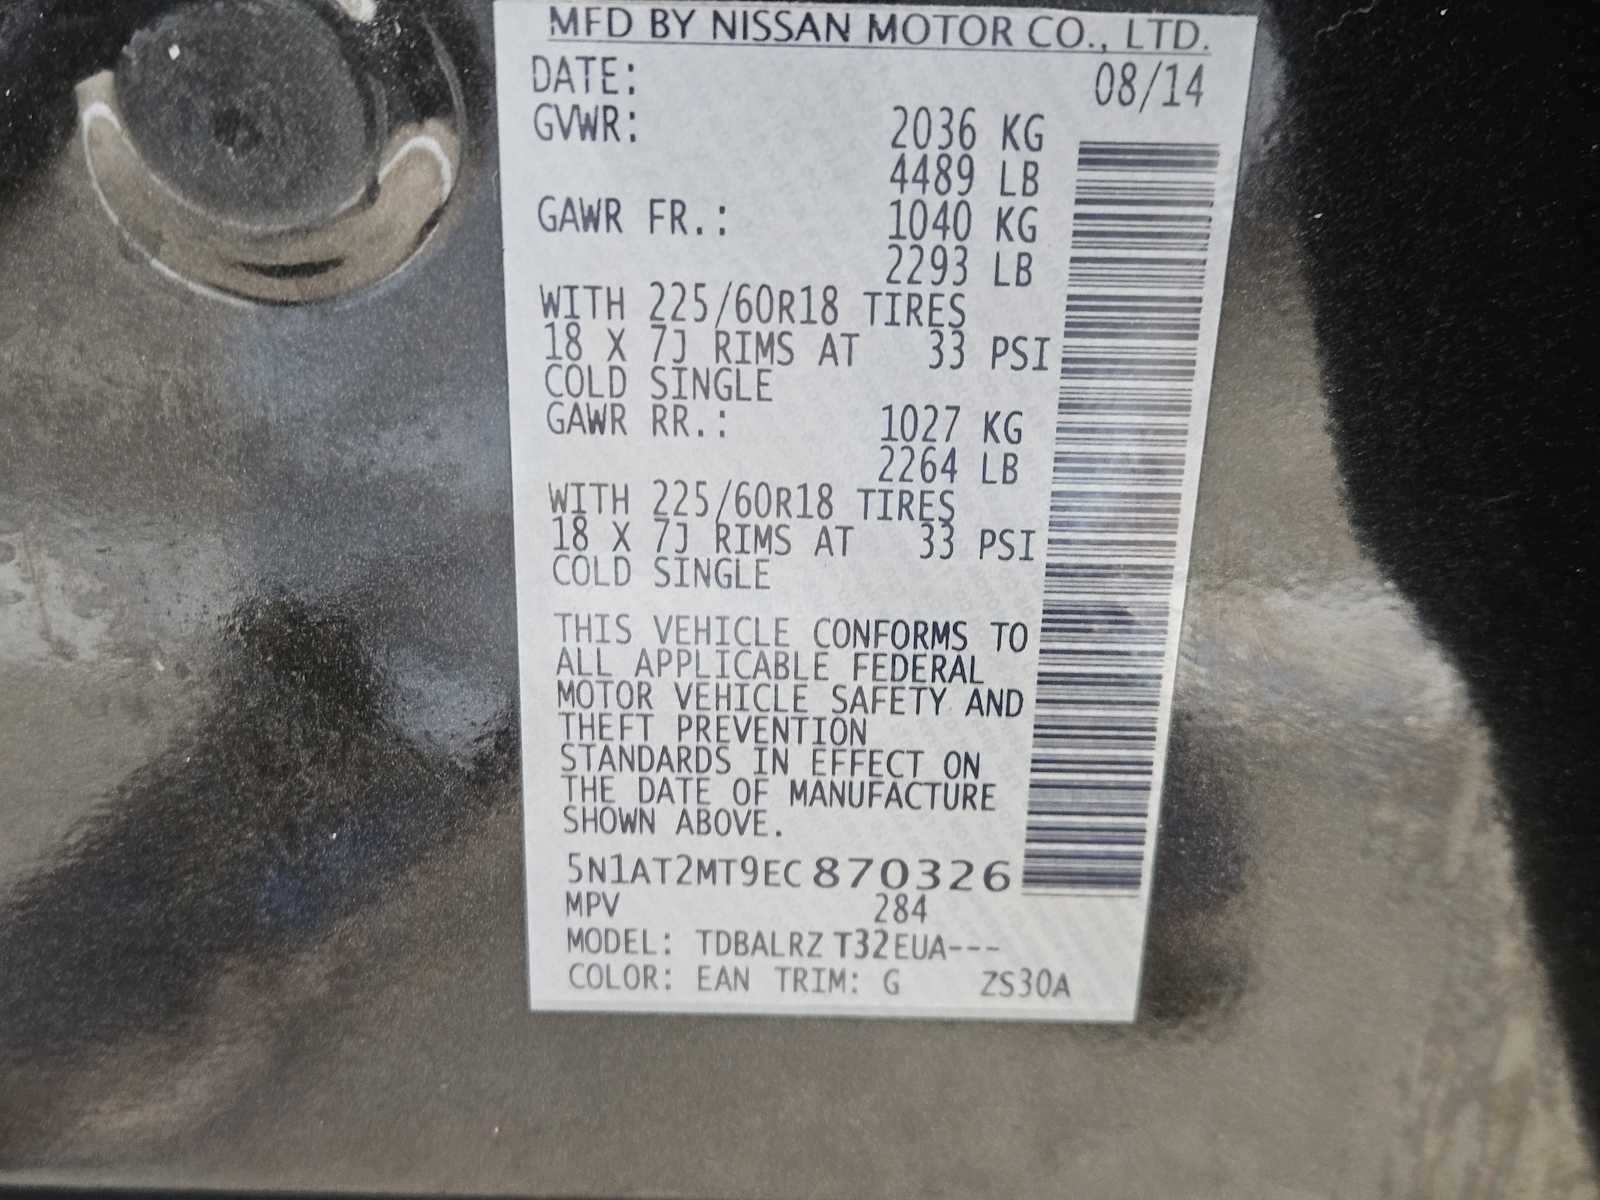 MFD BY NISSAN MOTOR CO., LTD.
DATE: 08/14
GVWR: 2036 KG
4489 LB
GAWR FR.: 1040 KG
2293 LB
WITH 225/60R18 TIRES
18 X 7J RIMS AT 33 PSI
COLD SINGLE
GAWR RR.: 1027 KG
2264 LB
WITH 225/60R18 TIRES
18 X 7J RIMS AT 33 PSI
COLD SINGLE
THIS VEHICLE CONFORMS TO
ALL APPLICABLE FEDERAL
MOTOR VEHICLE SAFETY AND
THEFT PREVENTION
STANDARDS IN EFFECT ON
THE DATE OF MANUFACTURE
SHOWN ABOVE.
5N1AT2MT9EC870326
MPV 284
MODEL: TDBALRZ T32EUA---
COLOR: EAN TRIM: G ZS30A